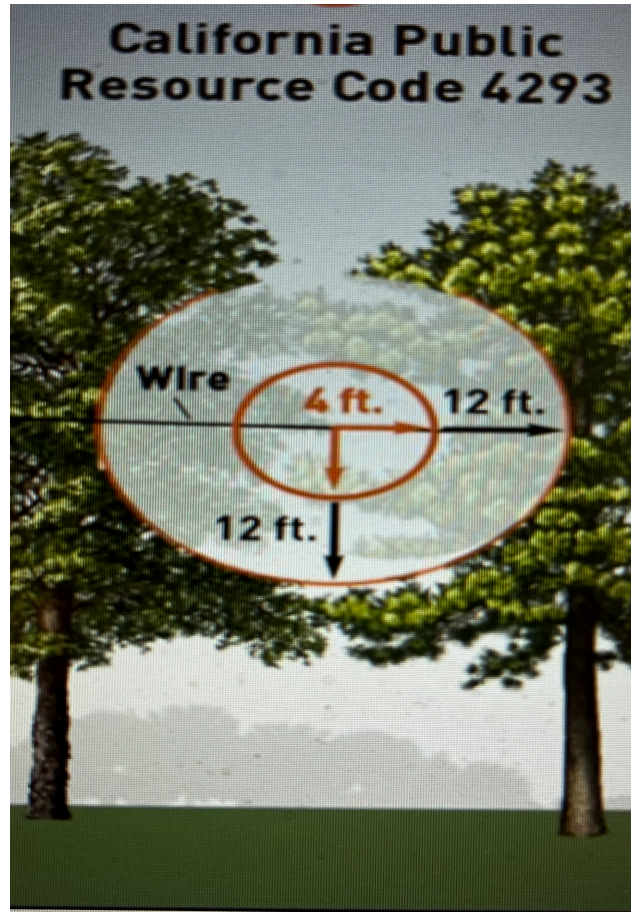 California Public
Resource Code 4293
Wire
4 ft.
12 ft.
12 ft.